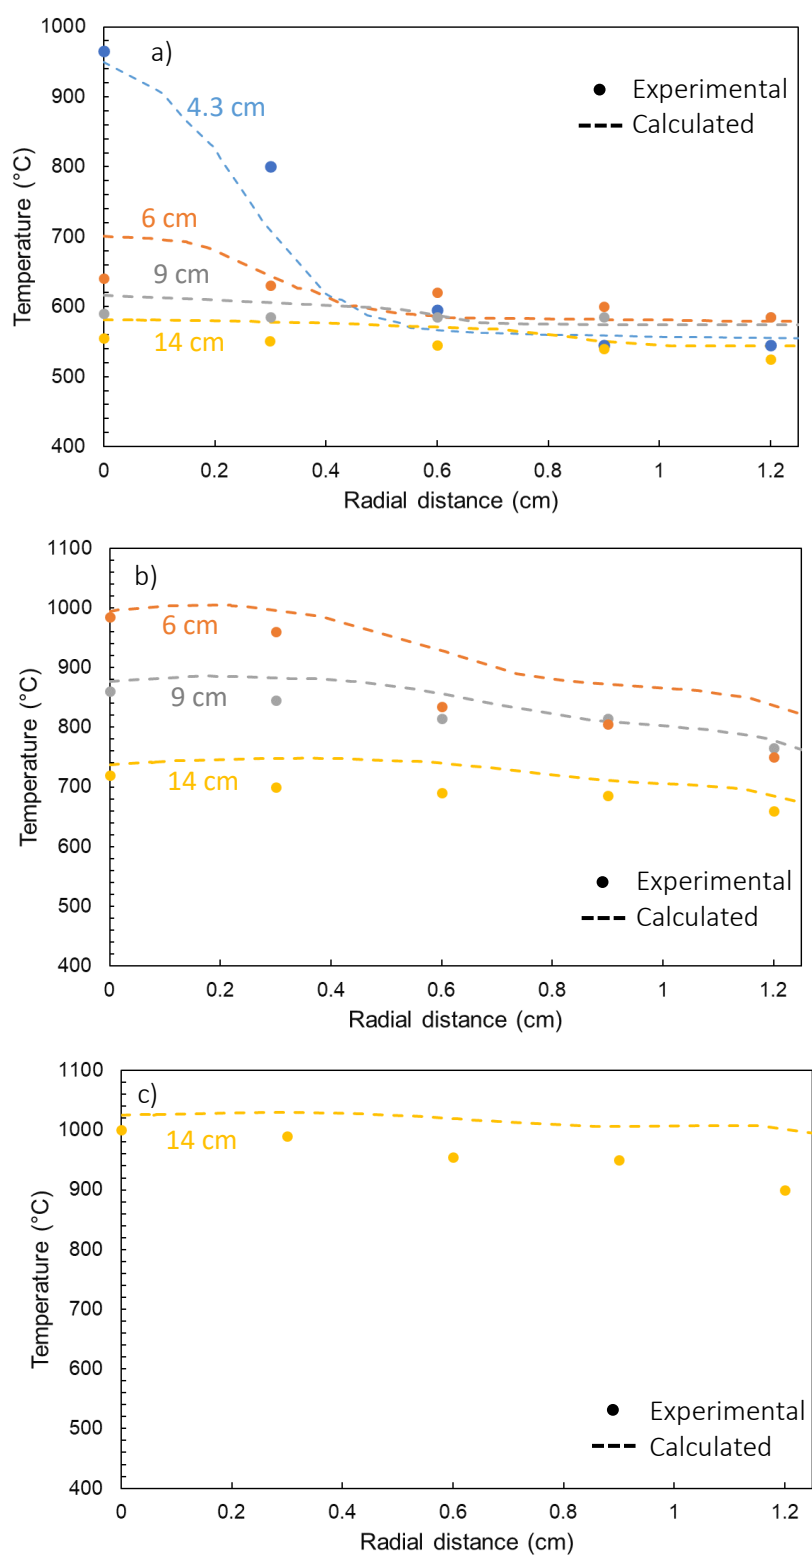 a)
1000
900
800
700
600
500
400
Temperature (°C)
4.3 cm
6 cm
9 cm
14 cm
Experimental
Calculated
0 0.2 0.4 0.6 0.8 1 1.2
Radial distance (cm)
b)
1100
1000
900
800
700
600
500
400
Temperature (°C)
6 cm
9 cm
14 cm
Experimental
Calculated
0 0.2 0.4 0.6 0.8 1 1.2
Radial distance (cm)
c)
1100
1000
900
800
700
600
500
400
Temperature (°C)
14 cm
Experimental
Calculated
0 0.2 0.4 0.6 0.8 1 1.2
Radial distance (cm)